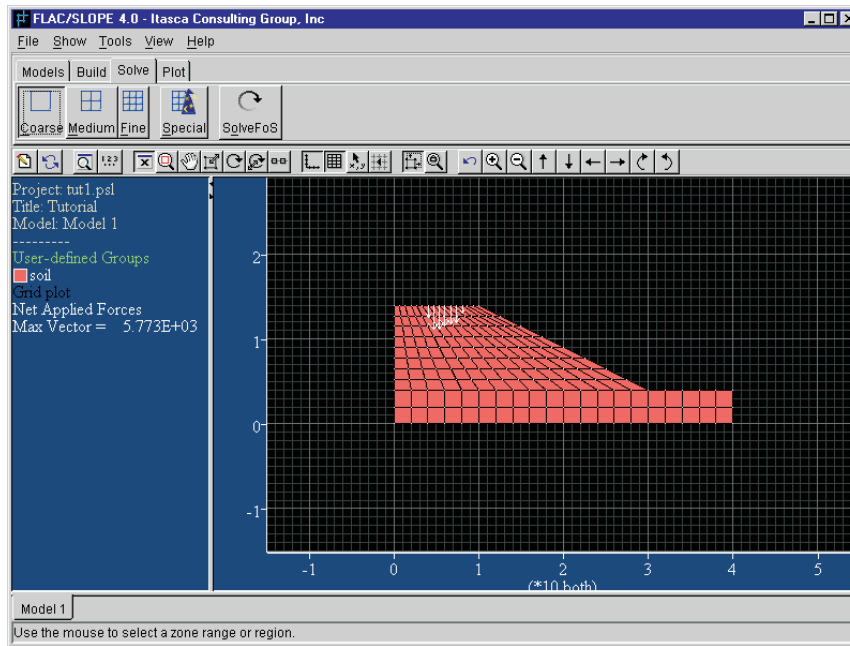 FLAC/SLOPE 4.0 - Itasca Consulting Group, Inc
File Show Tools View Help
Models Build Solve Plot
Coarse Medium Fine Special SolveFoS
1 2 3
Project: tut1.psl
Title: Tutorial
Model: Model 1
---------
User-defined Groups
soil
Grid plot
Net Applied Forces
Max Vector = 5.773E+03
2
1
0
-1
-1 0 1 2 3 4 5
(*10 both)
Model 1
Use the mouse to select a zone range or region.